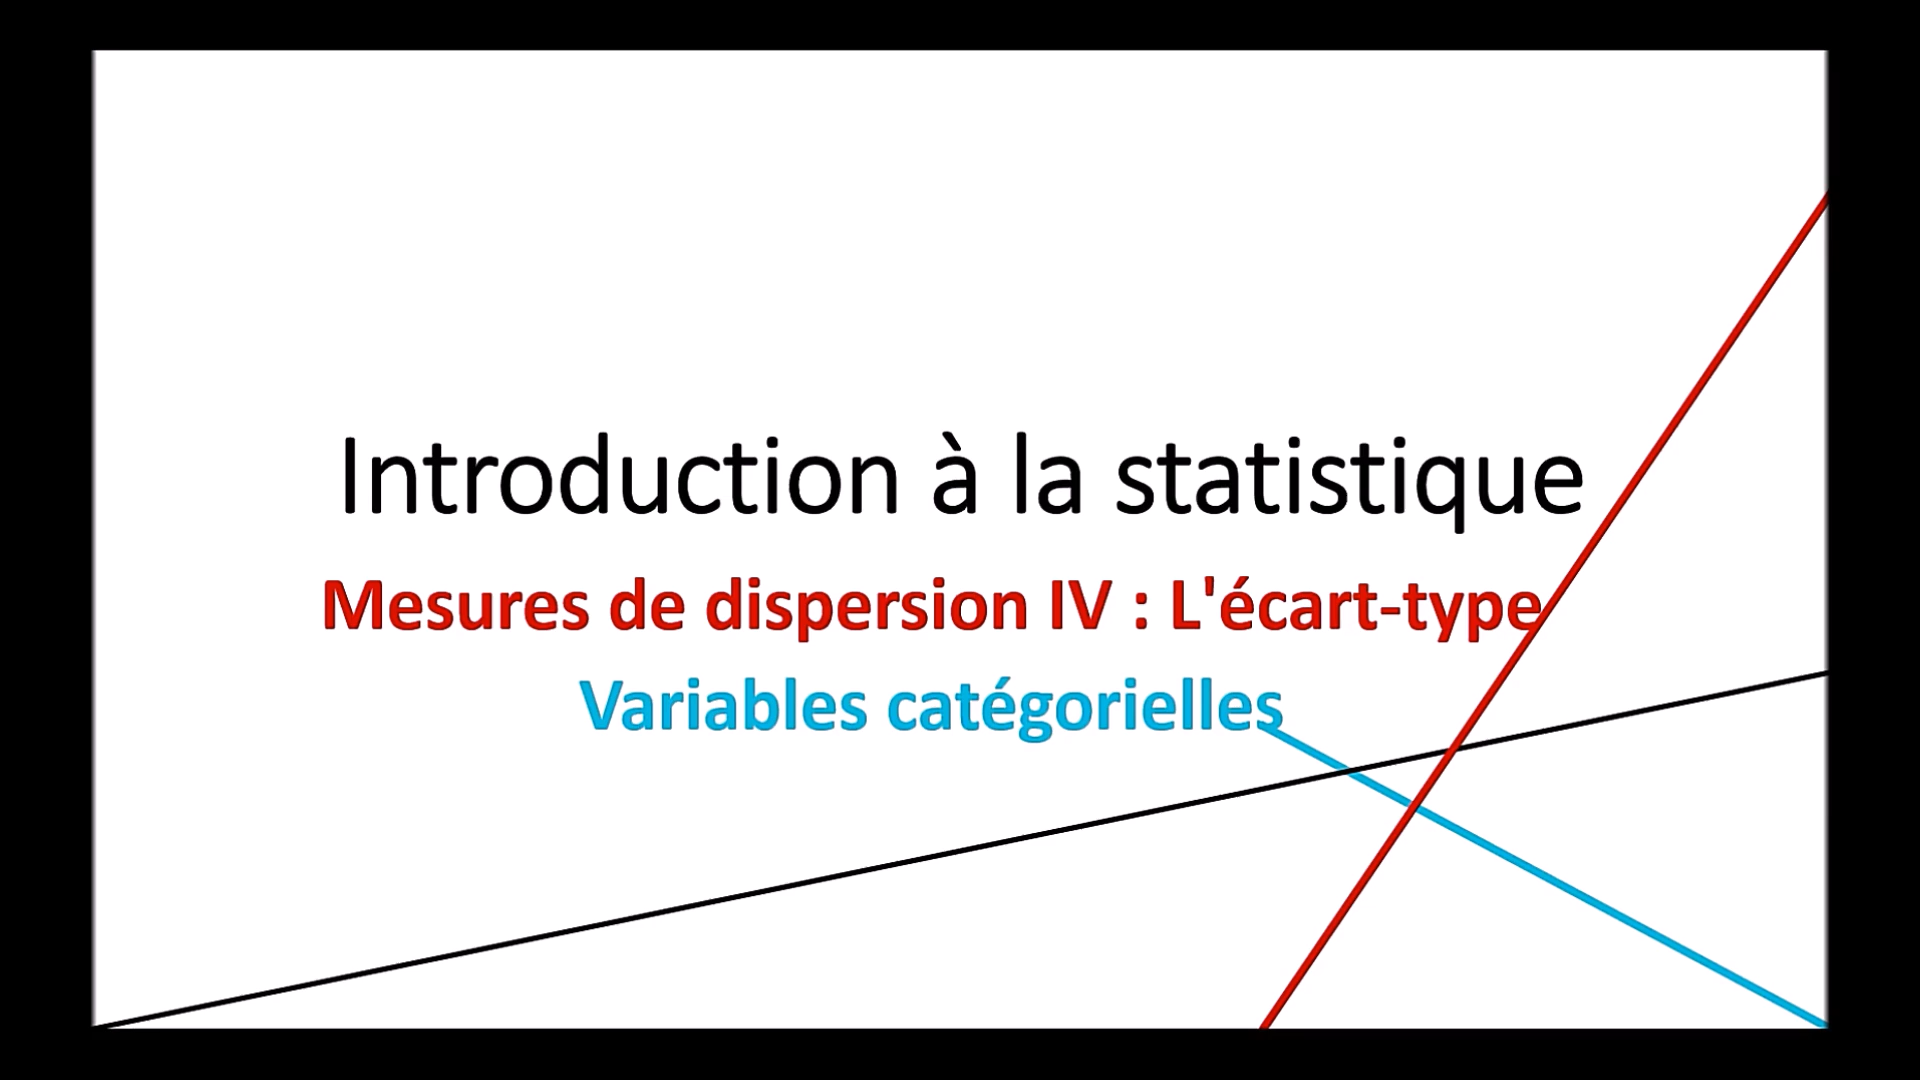 Introduction à la statistique
Mesures de dispersion IV : L'écart-type
Variables catégorielles